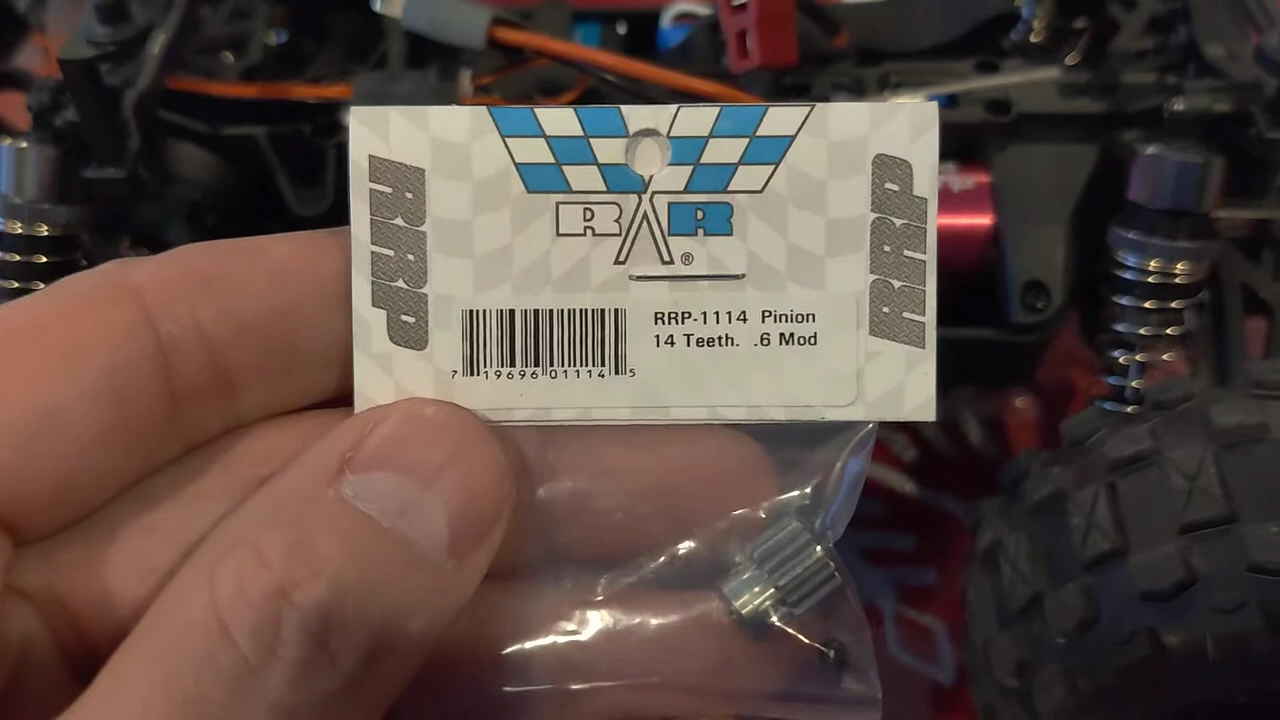 RRP
RRP
R R
®
RRP-1114 Pinion
14 Teeth. .6 Mod
7 19696 01114 5